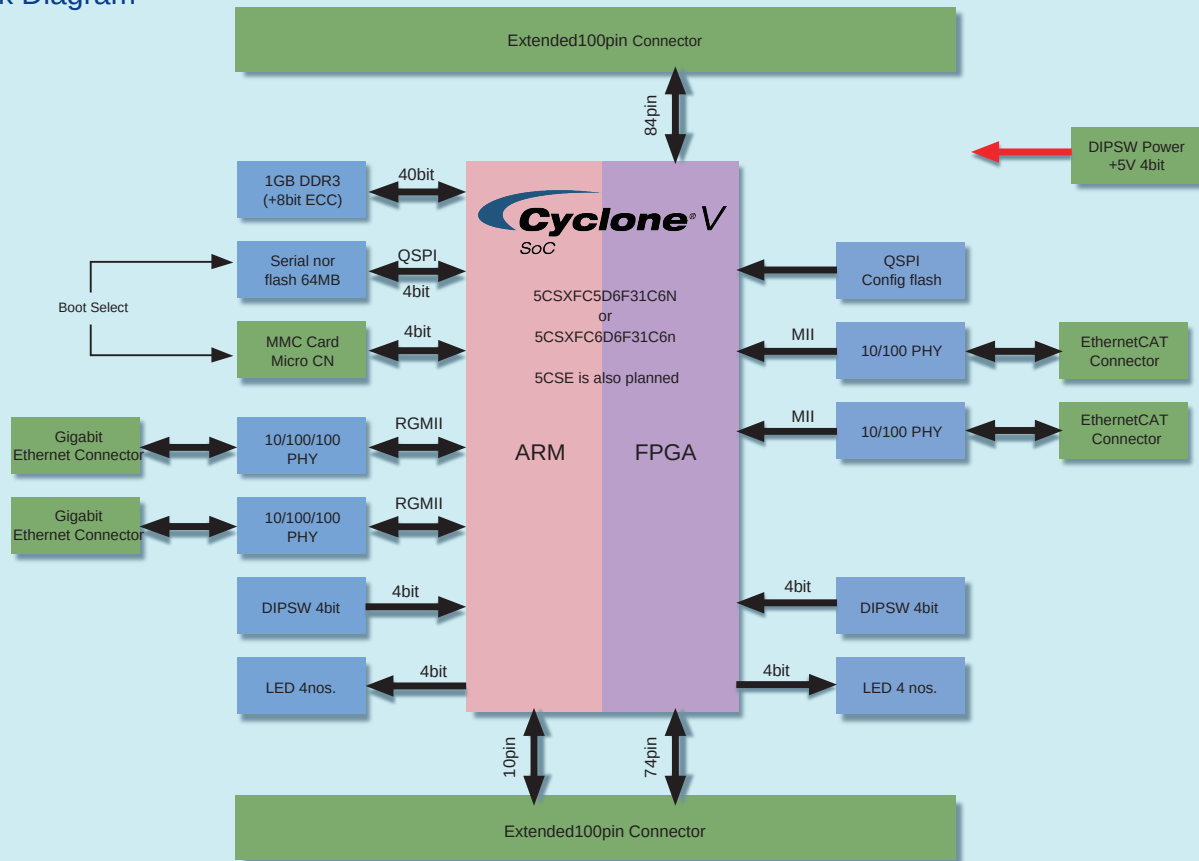 Diagram
Extended100pin Connector
84pin
DIPSW Power
+5V 4bit
1GB DDR3
(+8bit ECC)
40bit
Cyclone® V
SoC
Serial nor
flash 64MB
QSPI
4bit
QSPI
Config flash
Boot Select
5CSXFC5D6F31C6N
or
5CSXFC6D6F31C6n
5CSE is also planned
MMC Card
Micro CN
4bit
MII
10/100 PHY
EthernetCAT
Connector
Gigabit
Ethernet Connector
10/100/100
PHY
RGMII
ARM
FPGA
MII
10/100 PHY
EthernetCAT
Connector
Gigabit
Ethernet Connector
10/100/100
PHY
RGMII
DIPSW 4bit
4bit
4bit
DIPSW 4bit
LED 4nos.
4bit
4bit
LED 4 nos.
10pin
74pin
Extended100pin Connector